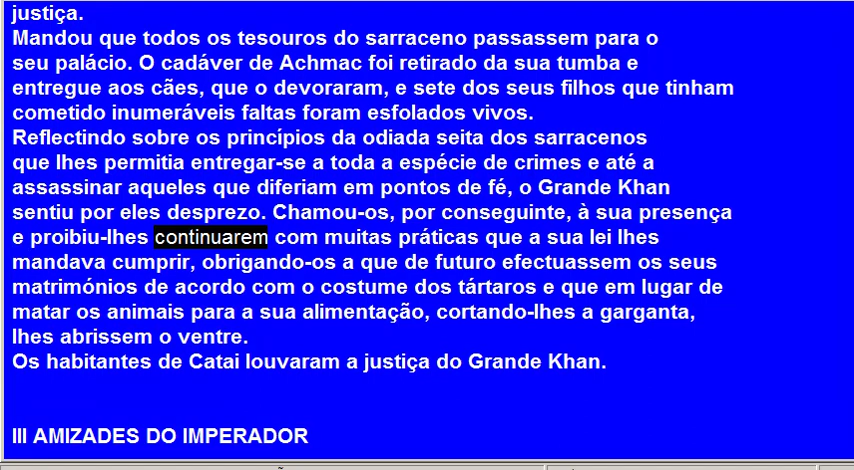 justiça.
Mandou que todos os tesouros do sarraceno passassem para o
seu palácio. O cadáver de Achmac foi retirado da sua tumba e
entregue aos cães, que o devoraram, e sete dos seus filhos que tinham
cometido inumeráveis faltas foram esfolados vivos.
Reflectindo sobre os princípios da odiada seita dos sarracenos
que lhes permitia entregar-se a toda a espécie de crimes e até a
assassinar aqueles que diferiam em pontos de fé, o Grande Khan
sentiu por eles desprezo. Chamou-os, por conseguinte, à sua presença
e proibiu-lhes continuarem com muitas práticas que a sua lei lhes
mandava cumprir, obrigando-os a que de futuro efectuassem os seus
matrimónios de acordo com o costume dos tártaros e que em lugar de
matar os animais para a sua alimentação, cortando-lhes a garganta,
lhes abrissem o ventre.
Os habitantes de Catai louvaram a justiça do Grande Khan.
III AMIZADES DO IMPERADOR